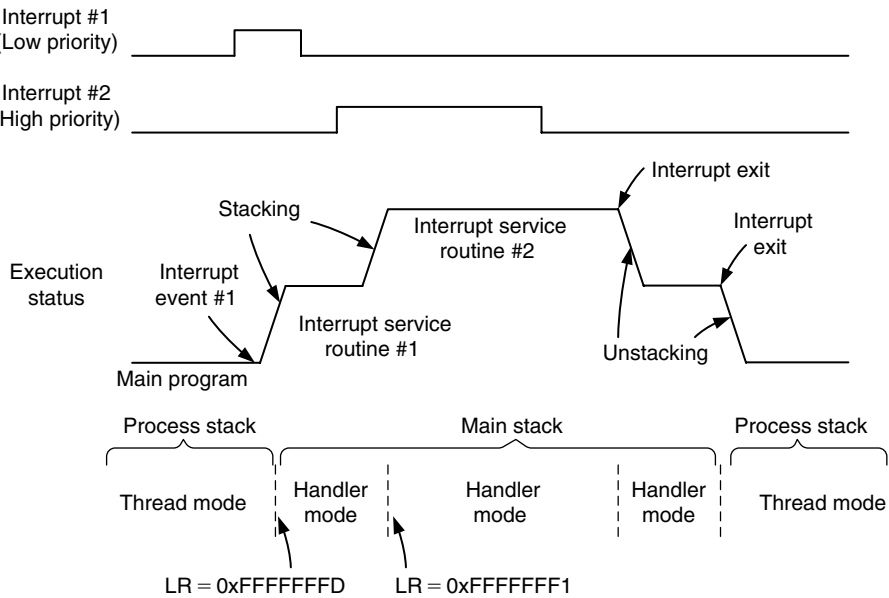 Interrupt #1
(Low priority)
Interrupt #2
(High priority)
Interrupt exit
Stacking
Interrupt service
routine #2
Interrupt
exit
Execution
status
Interrupt
event #1
Interrupt service
routine #1
Unstacking
Main program
Process stack
Main stack
Process stack
Thread mode
Handler
mode
Handler
mode
Handler
mode
Thread mode
LR = 0xFFFFFFFD
LR = 0xFFFFFFF1